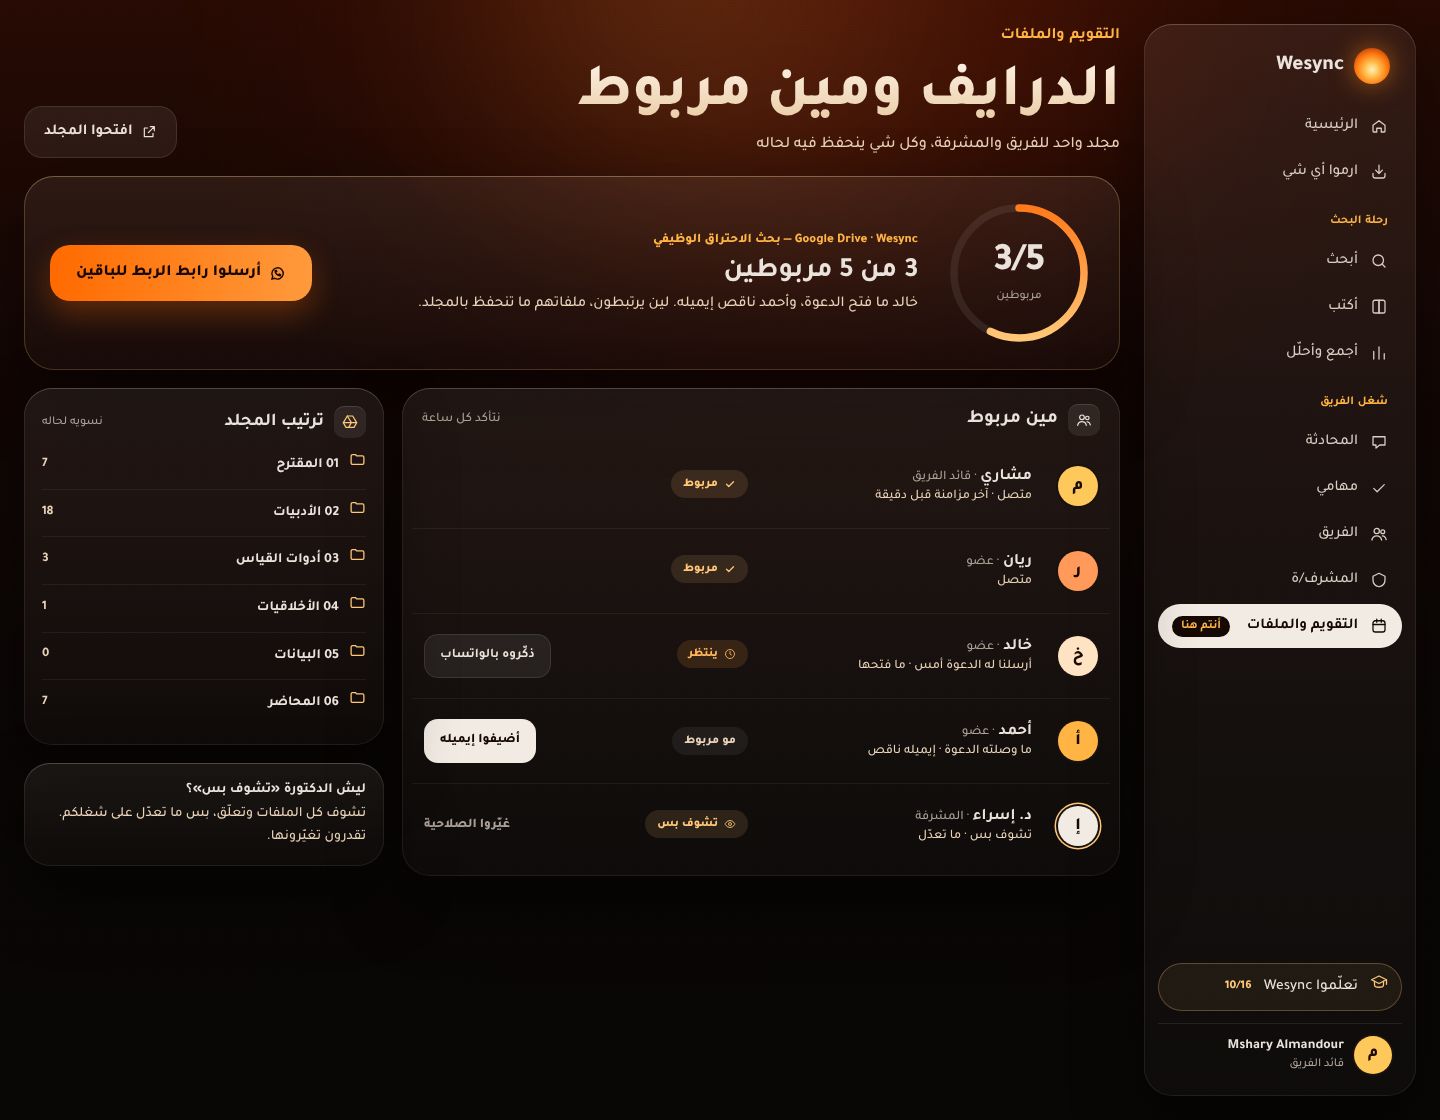 Wesync
الرئيسية
ارموا أي شي
رحلة البحث
أبحث
أكتب
أجمع وأحلّل
شغل الفريق
المحادثة
مهامي
الفريق
المشرف/ة
التقويم والملفات
أنتم هنا
تعلّموا Wesync
10/16
م
Mshary Almandour
قائد الفريق
التقويم والملفات
الدرايف ومين مربوط
مجلد واحد للفريق والمشرفة، وكل شي ينحفظ فيه لحاله
افتحوا المجلد
3/5
مربوطين
Google Drive · Wesync — بحث الاحتراق الوظيفي
3 من 5 مربوطين
خالد ما فتح الدعوة، وأحمد ناقص إيميله. لين يرتبطون، ملفاتهم ما تنحفظ بالمجلد.
أرسلوا رابط الربط للباقين
مين مربوط
نتأكد كل ساعة
م
مشاري · قائد الفريق
متصل · آخر مزامنة قبل دقيقة
مربوط
ر
ريان · عضو
متصل
مربوط
خ
خالد · عضو
أرسلنا له الدعوة أمس · ما فتحها
ينتظر
ذكّروه بالواتساب
أ
أحمد · عضو
ما وصلته الدعوة · إيميله ناقص
مو مربوط
أضيفوا إيميله
إ
د. إسراء · المشرفة
تشوف بس · ما تعدّل
تشوف بس
غيّروا الصلاحية
ترتيب المجلد
نسويه لحاله
01 المقترح
7
02 الأدبيات
18
03 أدوات القياس
3
04 الأخلاقيات
1
05 البيانات
0
06 المحاضر
7
ليش الدكتورة «تشوف بس»؟
تشوف كل الملفات وتعلّق، بس ما تعدّل على شغلكم.
تقدرون تغيّرونها.